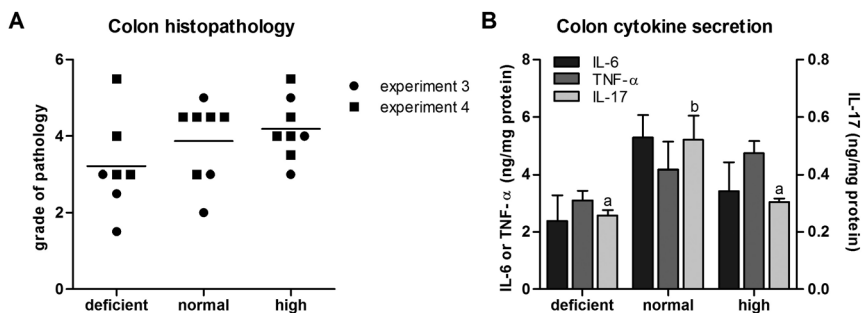 A
Colon histopathology
grade of pathology
6
4
2
0
deficient
normal
high
experiment 3
experiment 4
B
Colon cytokine secretion
IL-6 or TNF-α (ng/mg protein)
8
6
4
2
0
IL-6
TNF-α
IL-17
a
b
a
deficient
normal
high
0.8
0.6
0.4
0.2
0.0
IL-17 (ng/mg protein)